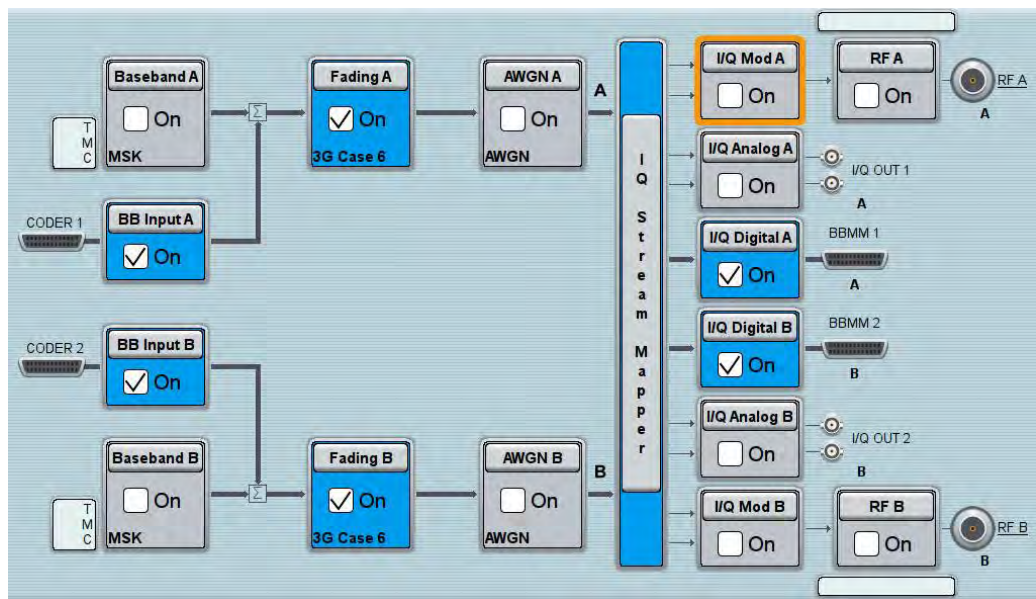 Baseband A
On
T
M
C
MSK
CODER 1
BB Input A
On
Fading A
On
3G Case 6
AWGN A
On
AWGN
A
CODER 2
BB Input B
On
Baseband B
On
T
M
C
MSK
Fading B
On
3G Case 6
AWGN B
On
AWGN
B
I
Q
S
t
r
e
a
m
M
a
p
p
e
r
I/Q Mod A
On
RF A
On
RF A
A
I/Q Analog A
On
I/Q OUT 1
A
I/Q Digital A
On
BBMM 1
A
I/Q Digital B
On
BBMM 2
B
I/Q Analog B
On
I/Q OUT 2
B
I/Q Mod B
On
RF B
On
RF B
B